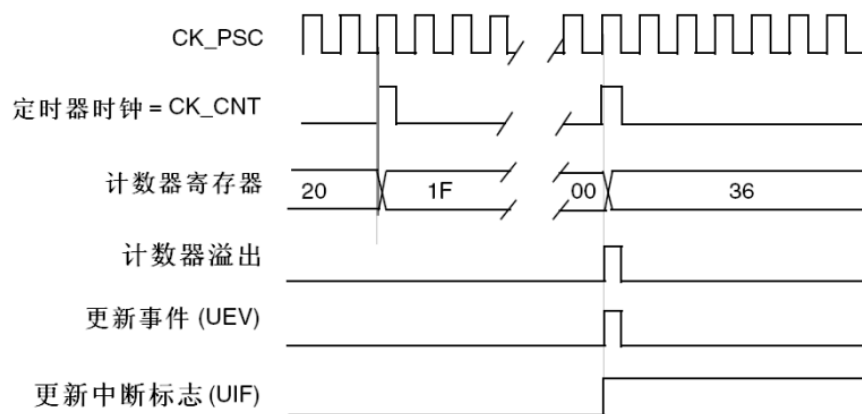 CK_PSC
定时器时钟 = CK_CNT
计数器寄存器 20 1F 00 36
计数器溢出
更新事件 (UEV)
更新中断标志 (UIF)